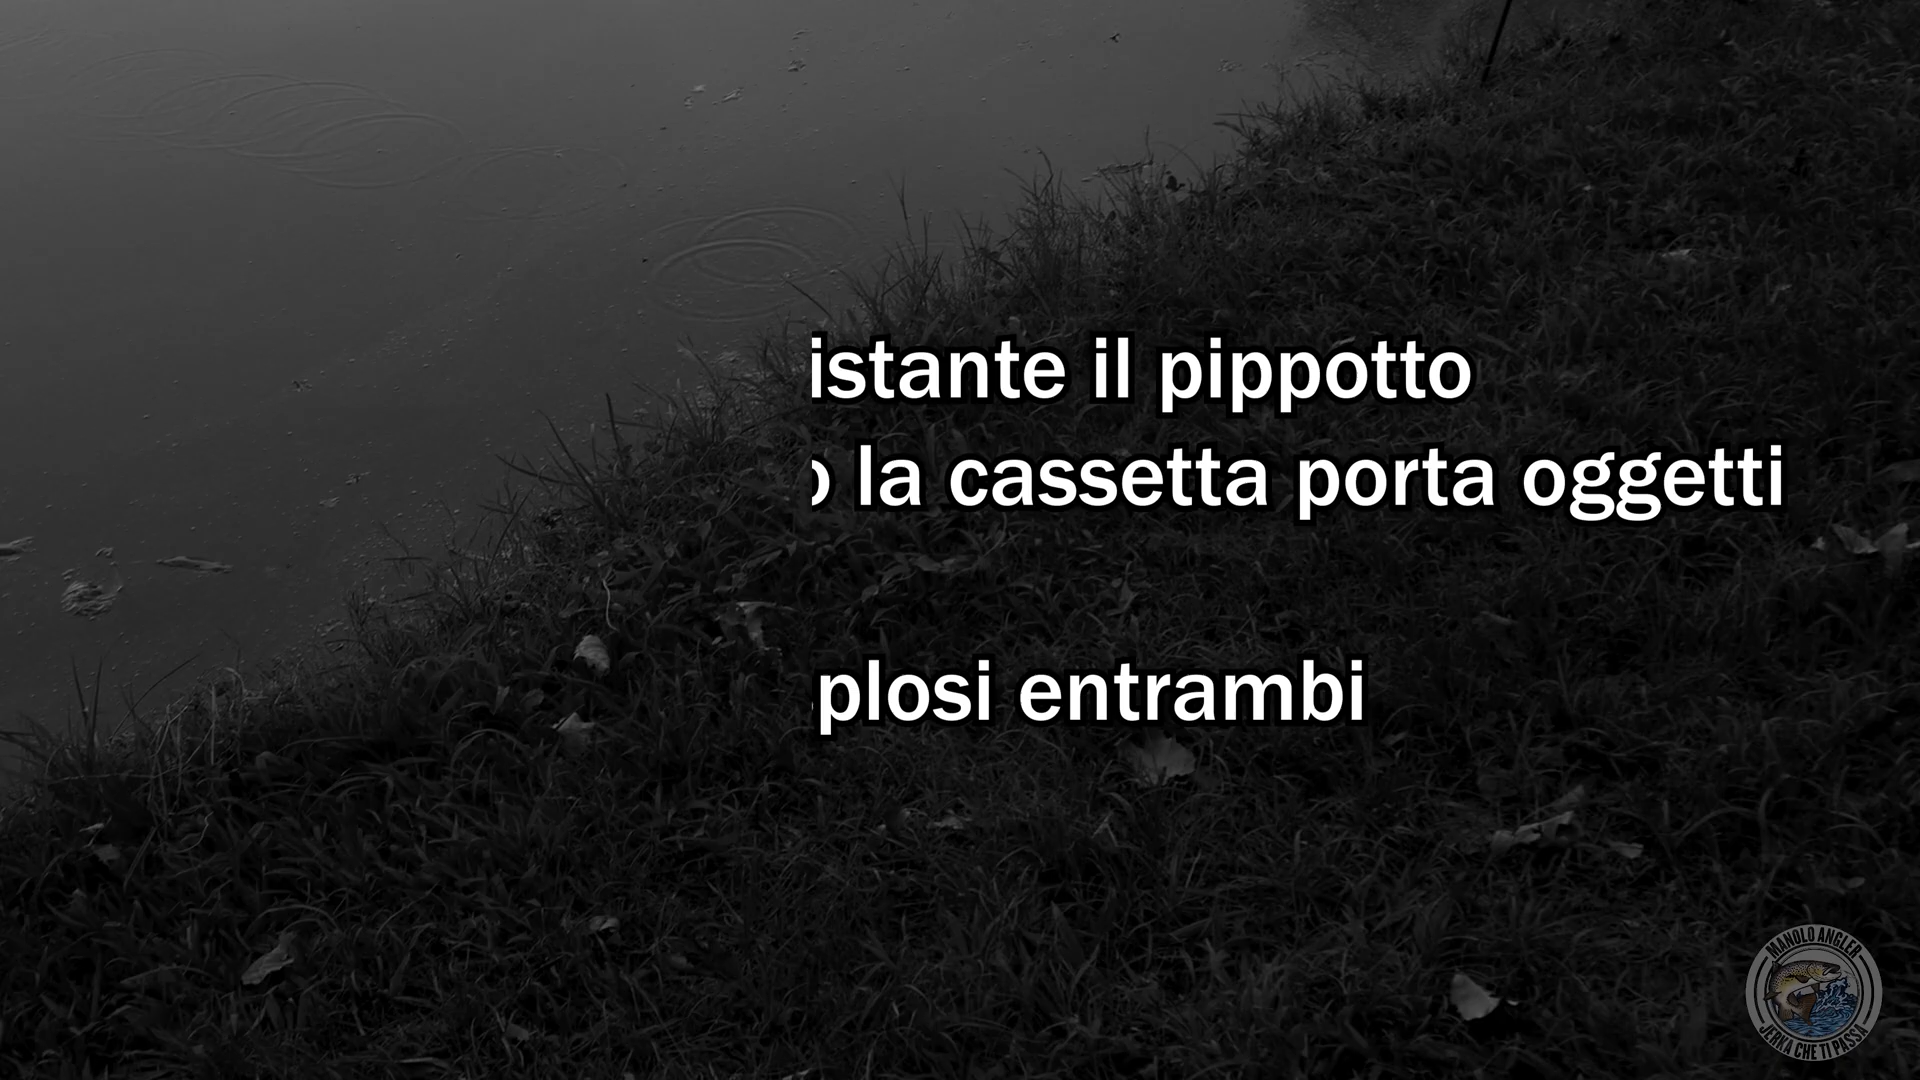 istante il pippotto
la cassetta porta oggetti
plosi entrambi
MANOLO ANGLER
JERKA CHE TI PASSA